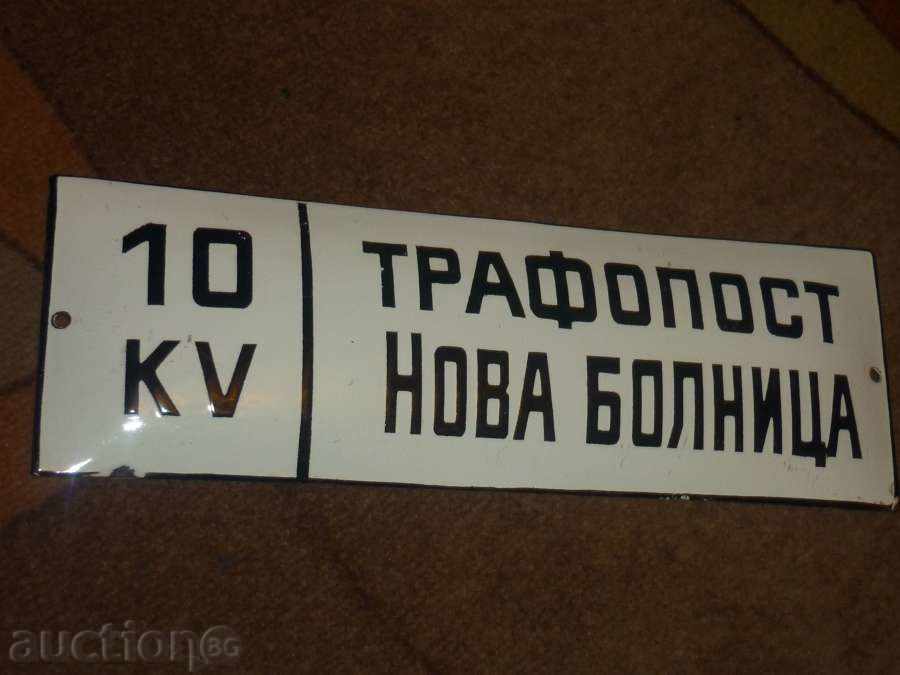 10
KV
ТРАФОПОСТ
НОВА БОЛНИЦА
auction BG